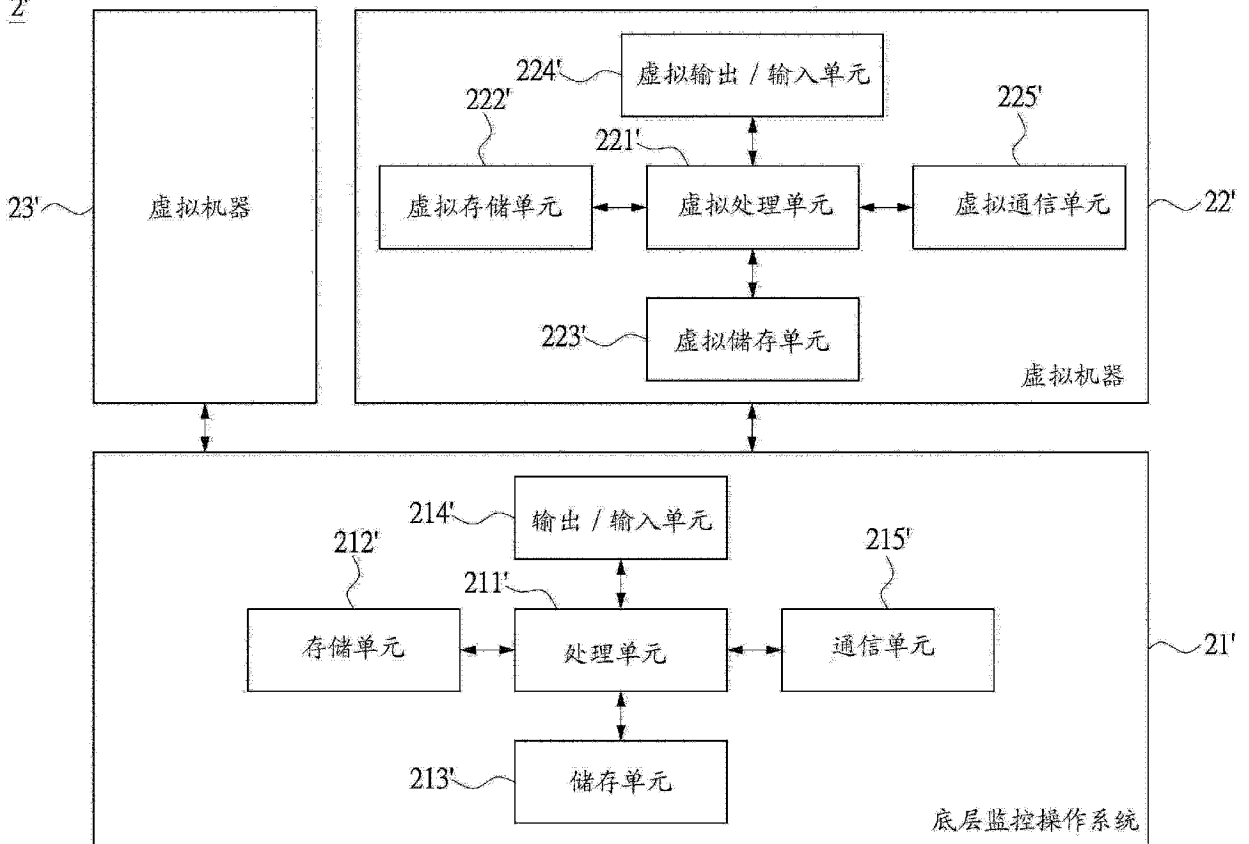 2'
224'
虚拟输出 / 输入单元
222'
225'
221'
23'
虚拟机器
虚拟存储单元
虚拟处理单元
虚拟通信单元
22'
223'
虚拟储存单元
虚拟机器
214'
输出 / 输入单元
212'
215'
211'
存储单元
处理单元
通信单元
21'
213'
储存单元
底层监控操作系统